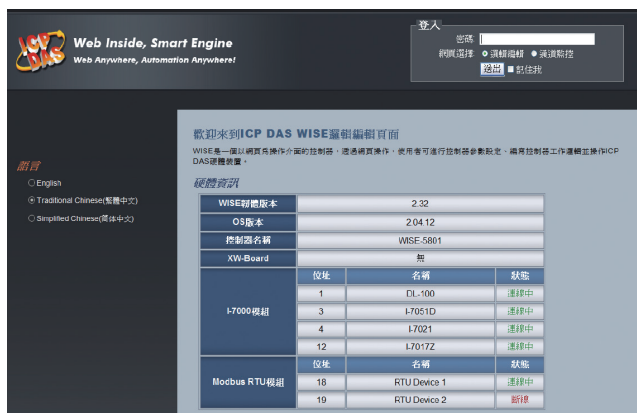 ICP DAS
Web Inside, Smart Engine
Web Anywhere, Automation Anywhere!
登入
密碼
網頁選擇 邏輯編輯 通道監控
送出 記住我
語言
English
Traditional Chinese(繁體中文)
Simplified Chinese(简体中文)
歡迎來到ICP DAS WISE邏輯編輯頁面
WISE是一個以網頁為操作介面的控制器，透過網頁操作，使用者可進行控制器參數設定、編寫控制器工作邏輯並操作ICP
DAS硬體裝置。
硬體資訊
WISE韌體版本 2.32
OS版本 2.04.12
控制器名稱 WISE-5801
XW-Board 無
I-7000模組
位址 名稱 狀態
1 DL-100 連線中
3 I-7051D 連線中
4 I-7021 連線中
12 I-7017Z 連線中
Modbus RTU模組
位址 名稱 狀態
18 RTU Device 1 連線中
19 RTU Device 2 斷線